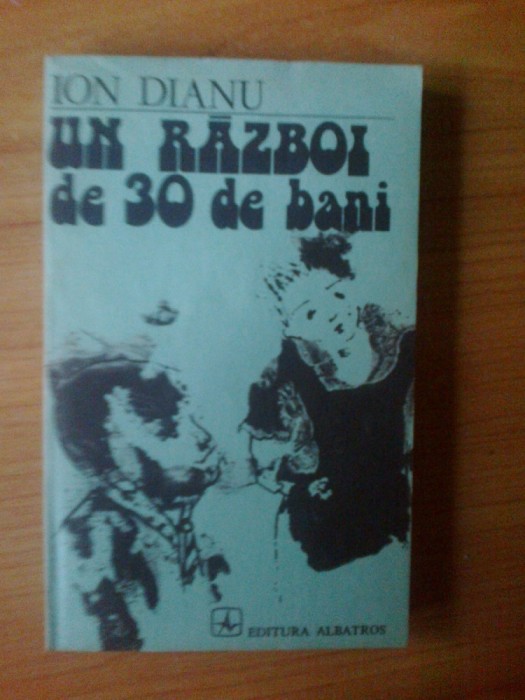 ION DIANU
UN RĂZBOI
de 30 de bani
EDITURA ALBATROS